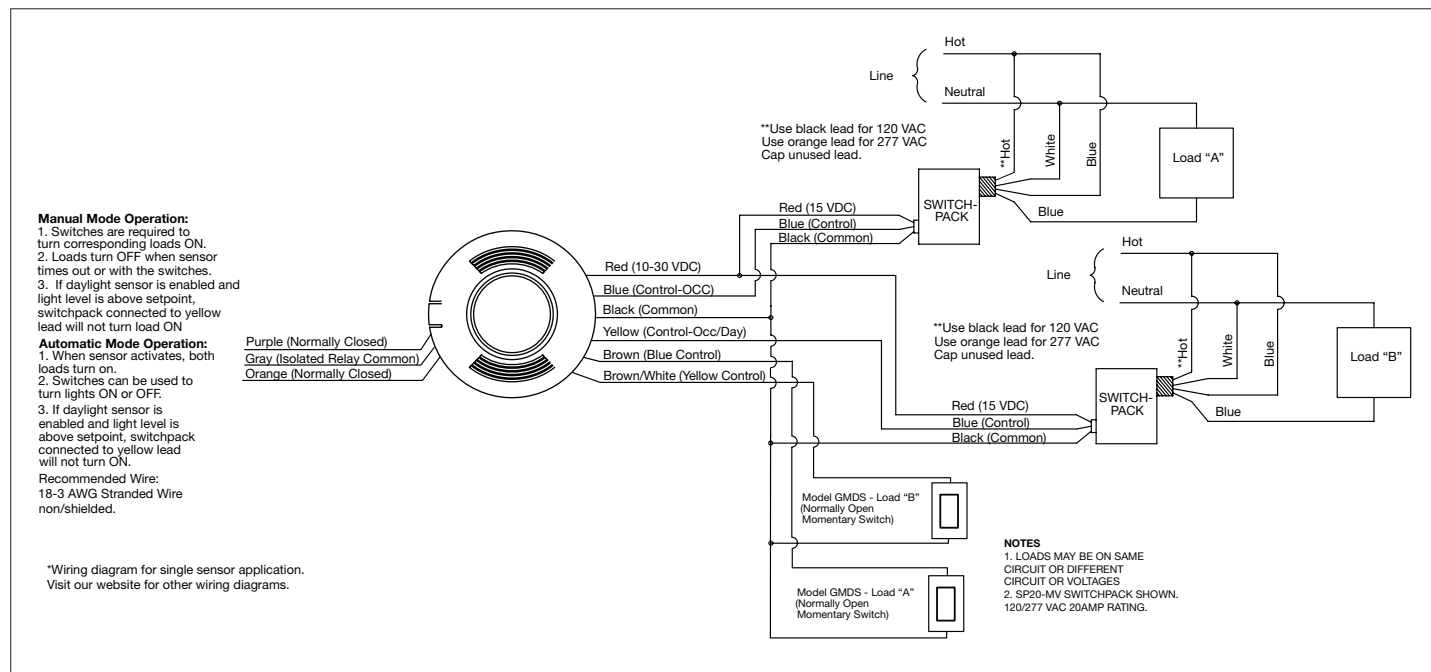 Hot
Line
Neutral
**Use black lead for 120 VAC
Use orange lead for 277 VAC
Cap unused lead.
**Hot
White
Blue
Load “A”
SWITCH-
PACK
Blue
Red (15 VDC)
Blue (Control)
Black (Common)
Manual Mode Operation:
1. Switches are required to
turn corresponding loads ON.
2. Loads turn OFF when sensor
times out or with the switches.
3. If daylight sensor is enabled and
light level is above setpoint,
switchpack connected to yellow
lead will not turn load ON
Automatic Mode Operation:
1. When sensor activates, both
loads turn on.
2. Switches can be used to
turn lights ON or OFF.
3. If daylight sensor is
enabled and light level is
above setpoint, switchpack
connected to yellow lead
will not turn ON.
Recommended Wire:
18-3 AWG Stranded Wire
non/shielded.
Purple (Normally Closed)
Gray (Isolated Relay Common)
Orange (Normally Closed)
Red (10-30 VDC)
Blue (Control-OCC)
Black (Common)
Yellow (Control-Occ/Day)
Brown (Blue Control)
Brown/White (Yellow Control)
Hot
Line
Neutral
**Use black lead for 120 VAC
Use orange lead for 277 VAC
Cap unused lead.
**Hot
White
Blue
Load “B”
SWITCH-
PACK
Blue
Red (15 VDC)
Blue (Control)
Black (Common)
Model GMDS - Load “B”
(Normally Open
Momentary Switch)
Model GMDS - Load “A”
(Normally Open
Momentary Switch)
NOTES
1. LOADS MAY BE ON SAME
CIRCUIT OR DIFFERENT
CIRCUIT OR VOLTAGES
2. SP20-MV SWITCHPACK SHOWN.
120/277 VAC 20AMP RATING.
*Wiring diagram for single sensor application.
Visit our website for other wiring diagrams.